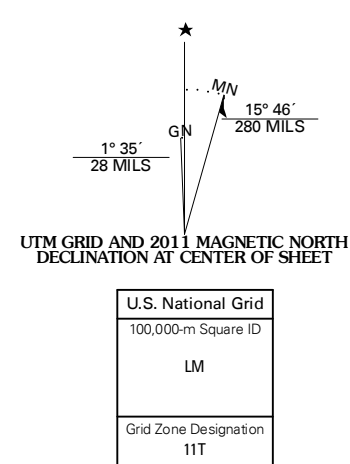 MN
15° 46´
280 MILS
GN
1° 35´
28 MILS
UTM GRID AND 2011 MAGNETIC NORTH
DECLINATION AT CENTER OF SHEET
U.S. National Grid
100,000-m Square ID
LM
Grid Zone Designation
11T